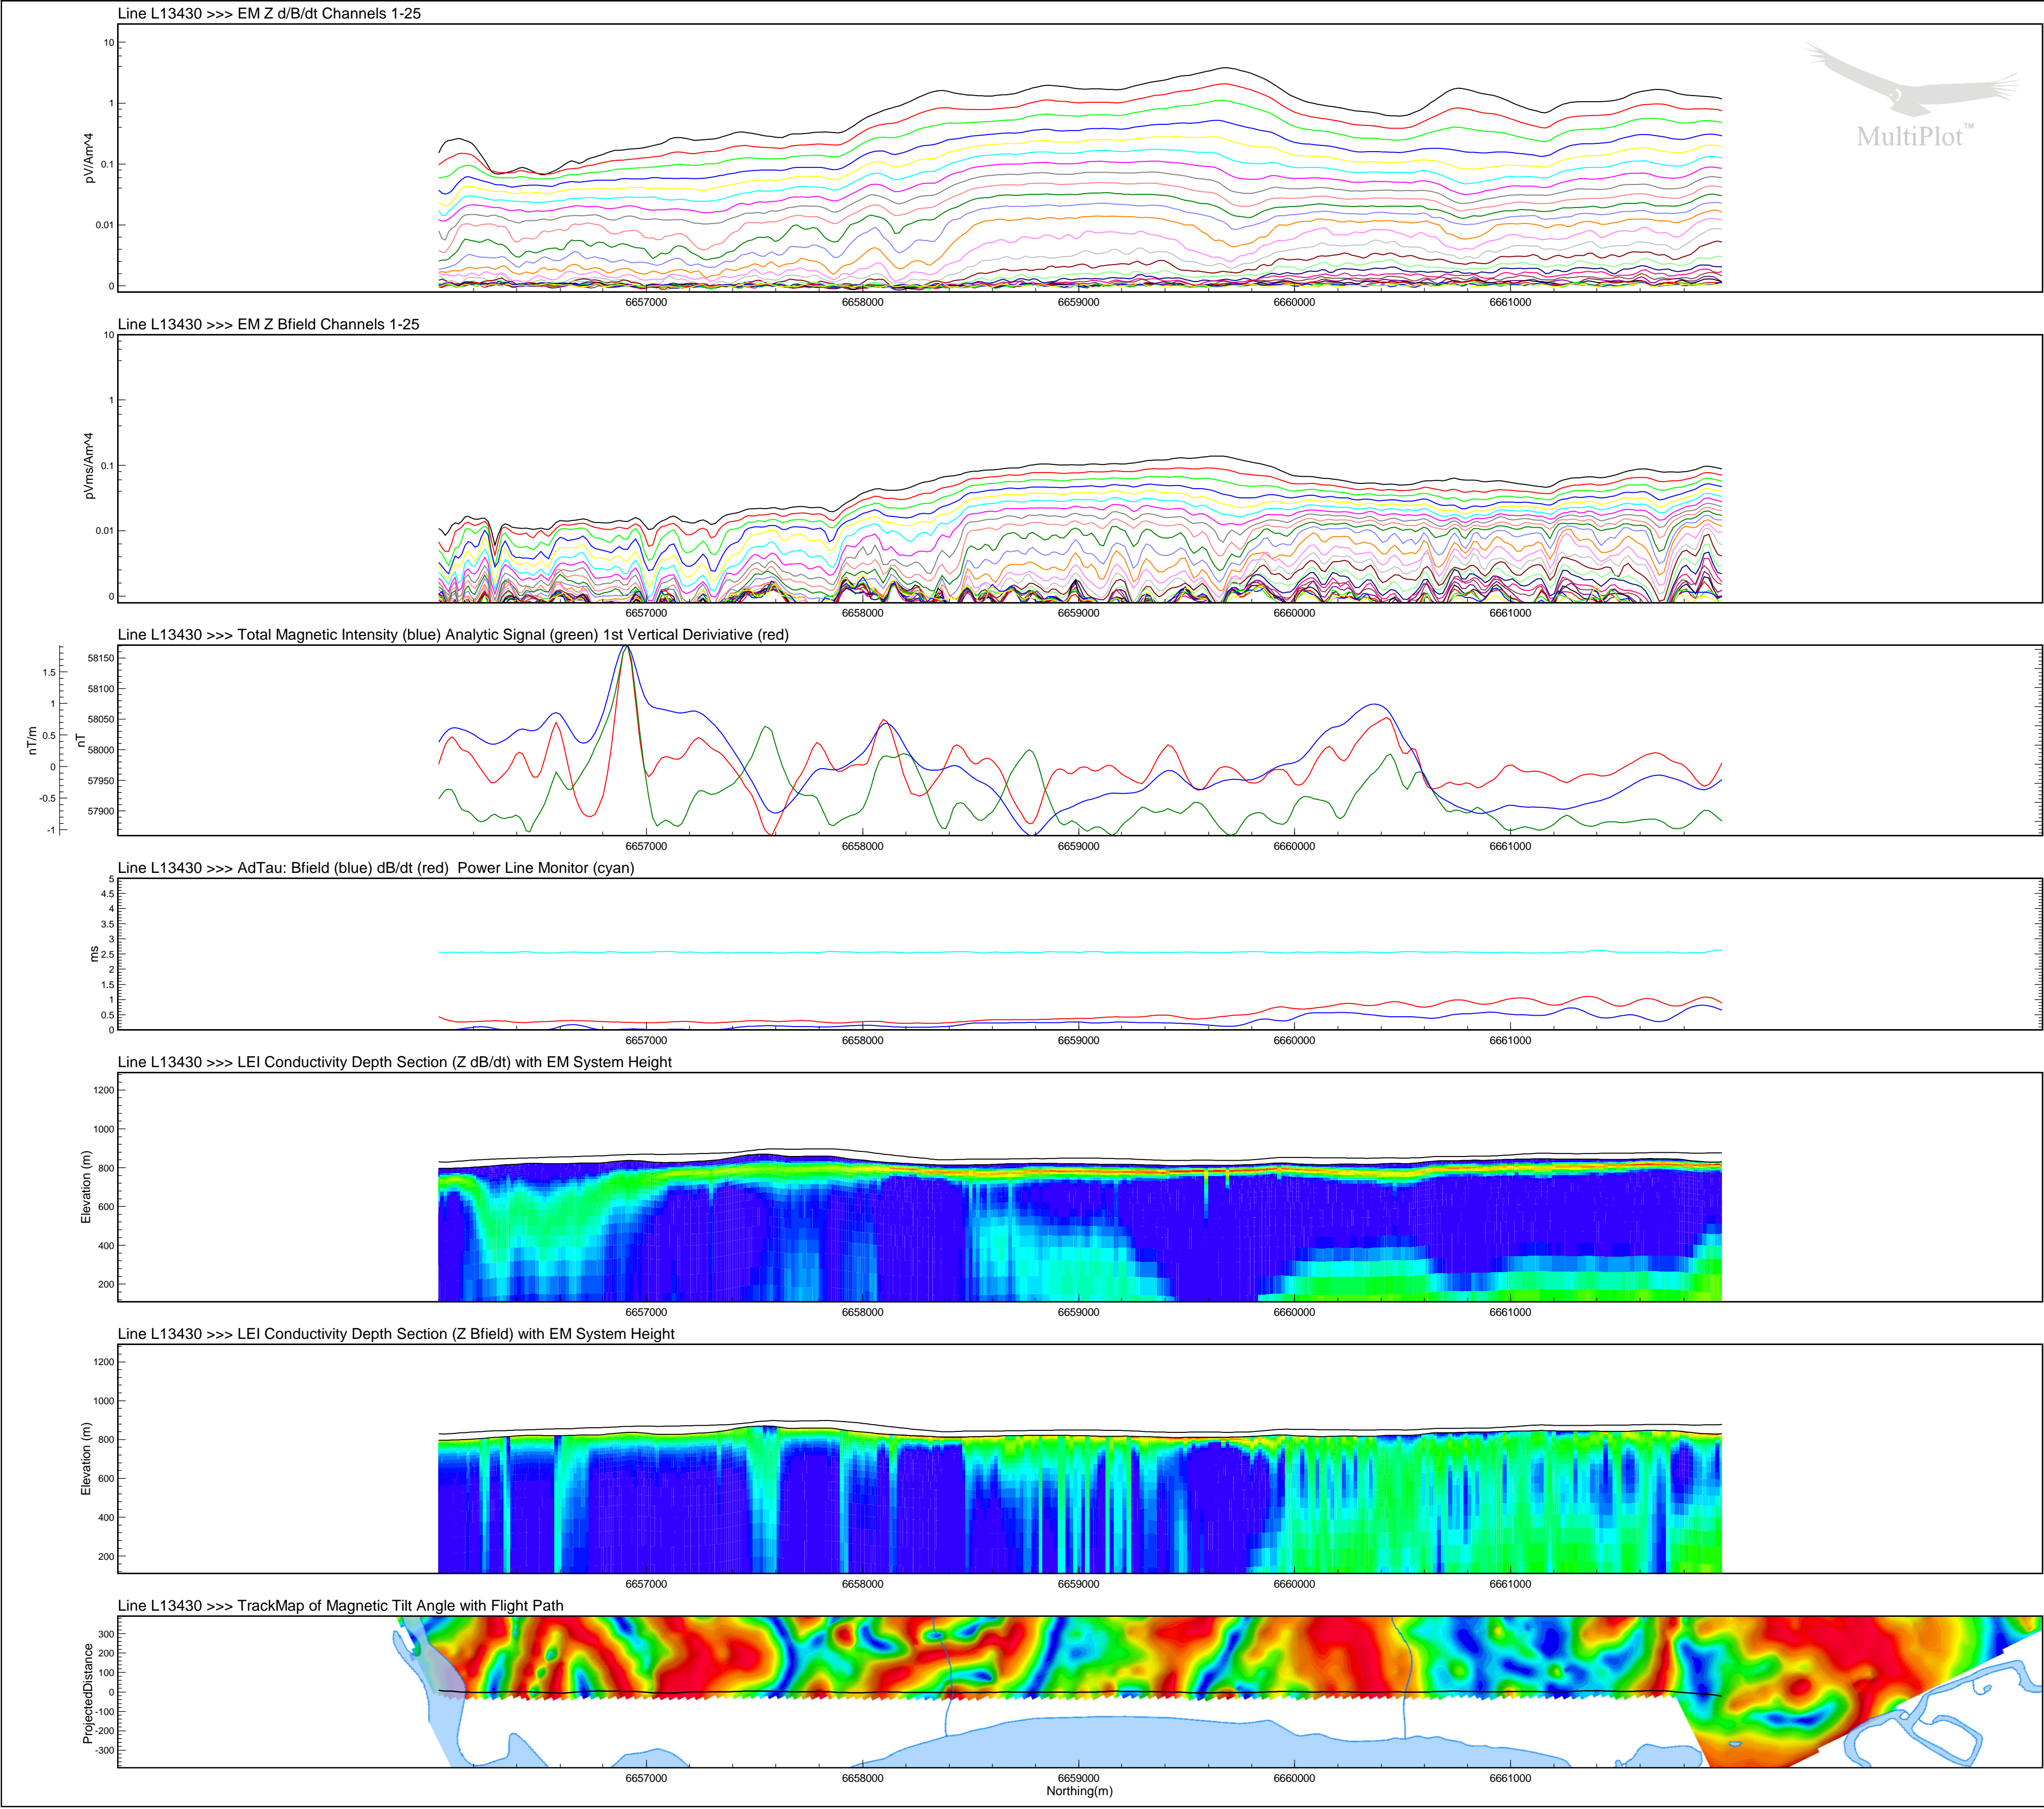 Line L13430 >>> EM Z d/B/dt Channels 1-25
10
1
0.1
0.01
0
pV/Am^4
MultiPlot™
6657000 6658000 6659000 6660000 6661000
Line L13430 >>> EM Z Bfield Channels 1-25
10
1
0.1
0.01
0
pVms/Am^4
6657000 6658000 6659000 6660000 6661000
Line L13430 >>> Total Magnetic Intensity (blue) Analytic Signal (green) 1st Vertical Deriviative (red)
1.5
1
0.5
0
-0.5
-1
nT/m
58150
58100
58050
58000
57950
57900
nT
6657000 6658000 6659000 6660000 6661000
Line L13430 >>> AdTau: Bfield (blue) dB/dt (red) Power Line Monitor (cyan)
5
4.5
4
3.5
3
2.5
2
1.5
1
0.5
0
ms
6657000 6658000 6659000 6660000 6661000
Line L13430 >>> LEI Conductivity Depth Section (Z dB/dt) with EM System Height
1200
1000
800
600
400
200
Elevation (m)
6657000 6658000 6659000 6660000 6661000
Line L13430 >>> LEI Conductivity Depth Section (Z Bfield) with EM System Height
1200
1000
800
600
400
200
Elevation (m)
6657000 6658000 6659000 6660000 6661000
Line L13430 >>> TrackMap of Magnetic Tilt Angle with Flight Path
300
200
100
0
-100
-200
-300
ProjectedDistance
6657000 6658000 6659000 6660000 6661000
Northing(m)